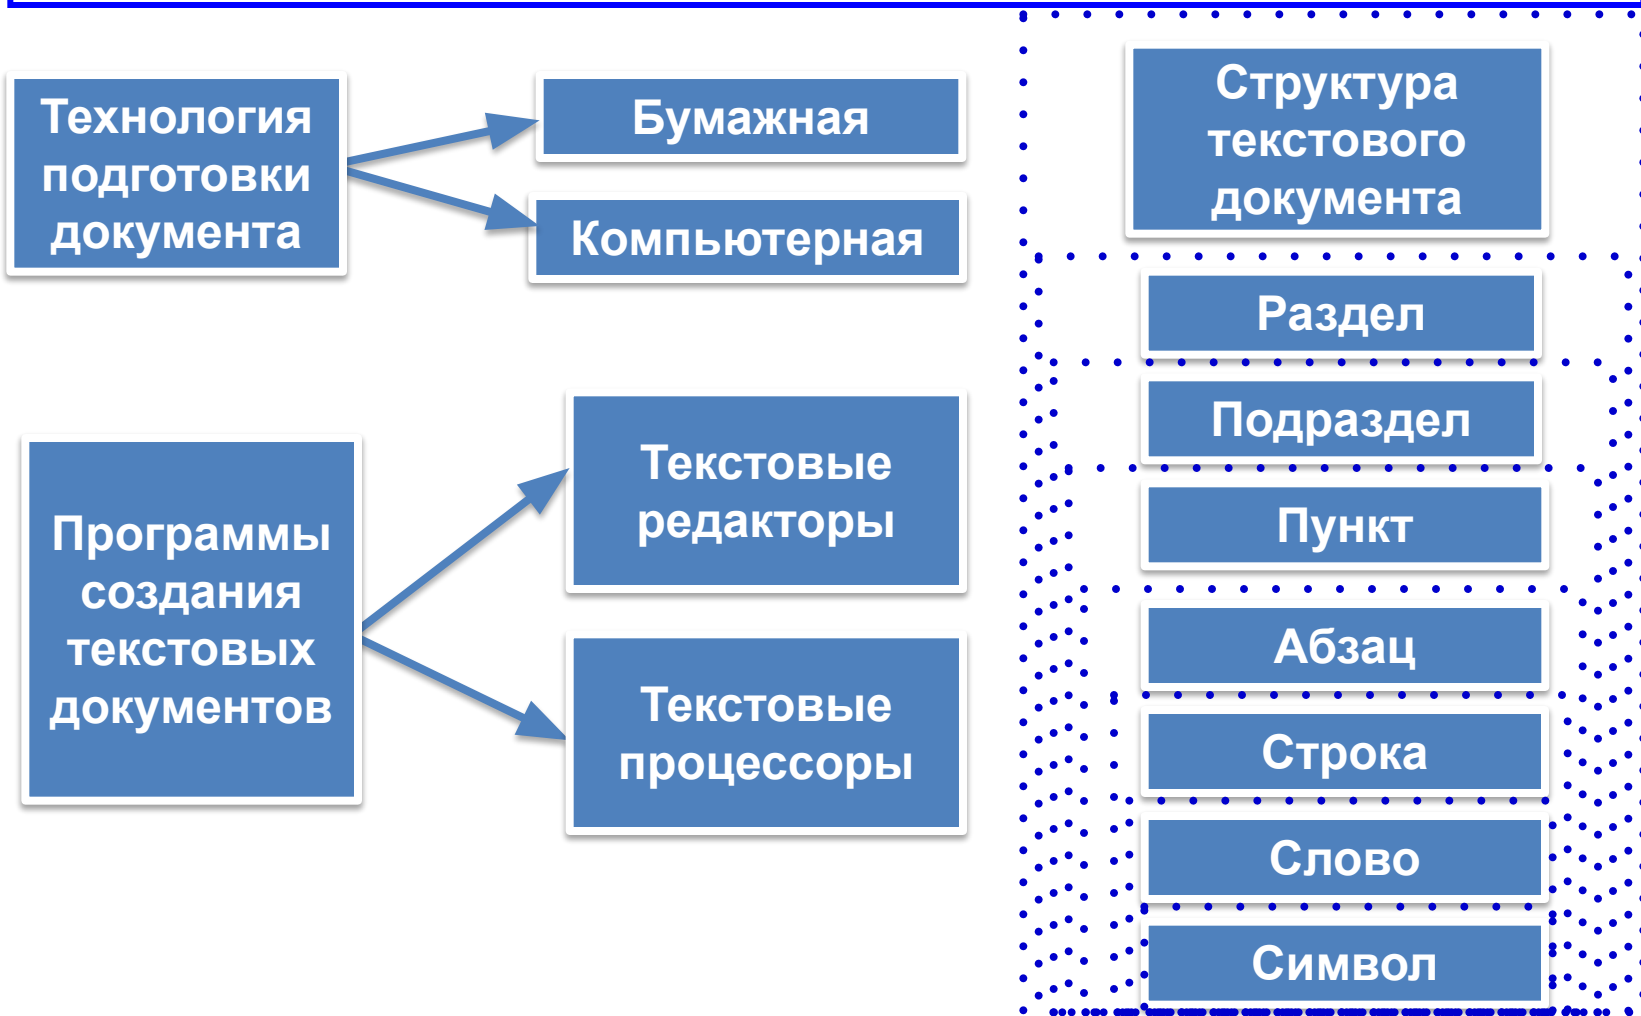 Технология
подготовки
документа
Бумажная
Компьютерная
Программы
создания
текстовых
документов
Текстовые
редакторы
Текстовые
процессоры
Структура
текстового
документа
Раздел
Подраздел
Пункт
Абзац
Строка
Слово
Символ